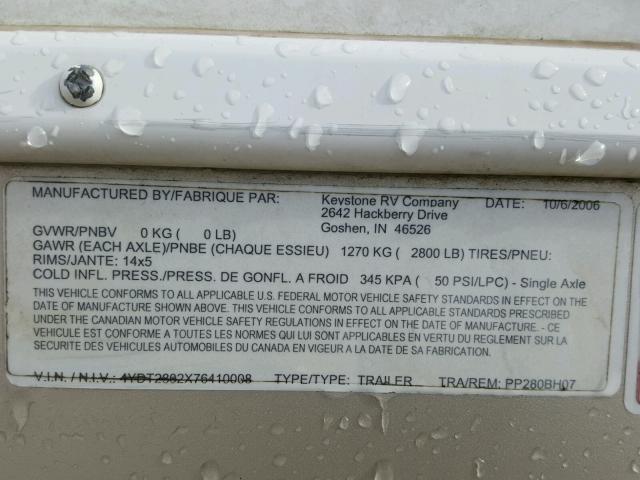 MANUFACTURED BY/FABRIQUE PAR: Keystone RV Company DATE: 10/6/2006
2642 Hackberry Drive
GVWR/PNBV 0 KG ( 0 LB) Goshen, IN 46526
GAWR (EACH AXLE)/PNBE (CHAQUE ESSIEU) 1270 KG ( 2800 LB) TIRES/PNEU:
RIMS/JANTE: 14x5
COLD INFL. PRESS./PRESS. DE GONFL. A FROID 345 KPA ( 50 PSI/LPC) - Single Axle
THIS VEHICLE CONFORMS TO ALL APPLICABLE U.S. FEDERAL MOTOR VEHICLE SAFETY STANDARDS IN EFFECT ON THE
DATE OF MANUFACTURE SHOWN ABOVE. THIS VEHICLE CONFORMS TO ALL APPLICABLE STANDARDS PRESCRIBED
UNDER THE CANADIAN MOTOR VEHICLE SAFETY REGULATIONS IN EFFECT ON THE DATE OF MANUFACTURE - CE
VEHICULE EST CONFORME A TOUTES LES NORMES QUI LUI SONT APPLICABLES EN VERTU DU REGLEMENT SUR LA
SECURITE DES VEHICULES AUTOMOBILES DU CANADA EN VIGEUR A LA DATE DE SA FABRICATION
V.I.N. / N.I.V.: 4YDT2802X76410008 TYPE/TYPE: TRAILER TRA/REM: PP280BH07